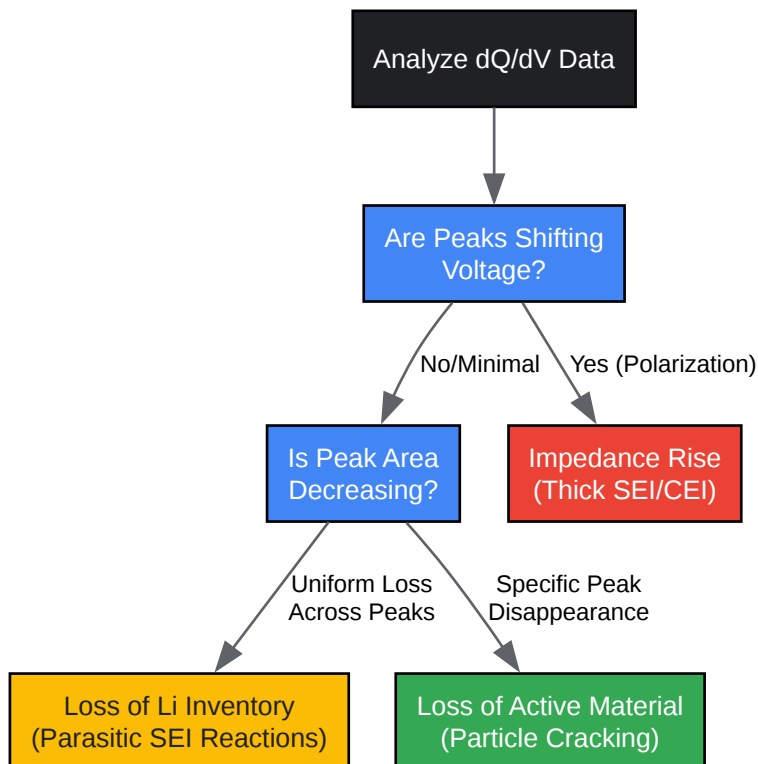 Analyze dQ/dV Data
Are Peaks Shifting
Voltage?
No/Minimal
Yes (Polarization)
Is Peak Area
Decreasing?
Impedance Rise
(Thick SEI/CEI)
Uniform Loss
Across Peaks
Specific Peak
Disappearance
Loss of Li Inventory
(Parasitic SEI Reactions)
Loss of Active Material
(Particle Cracking)